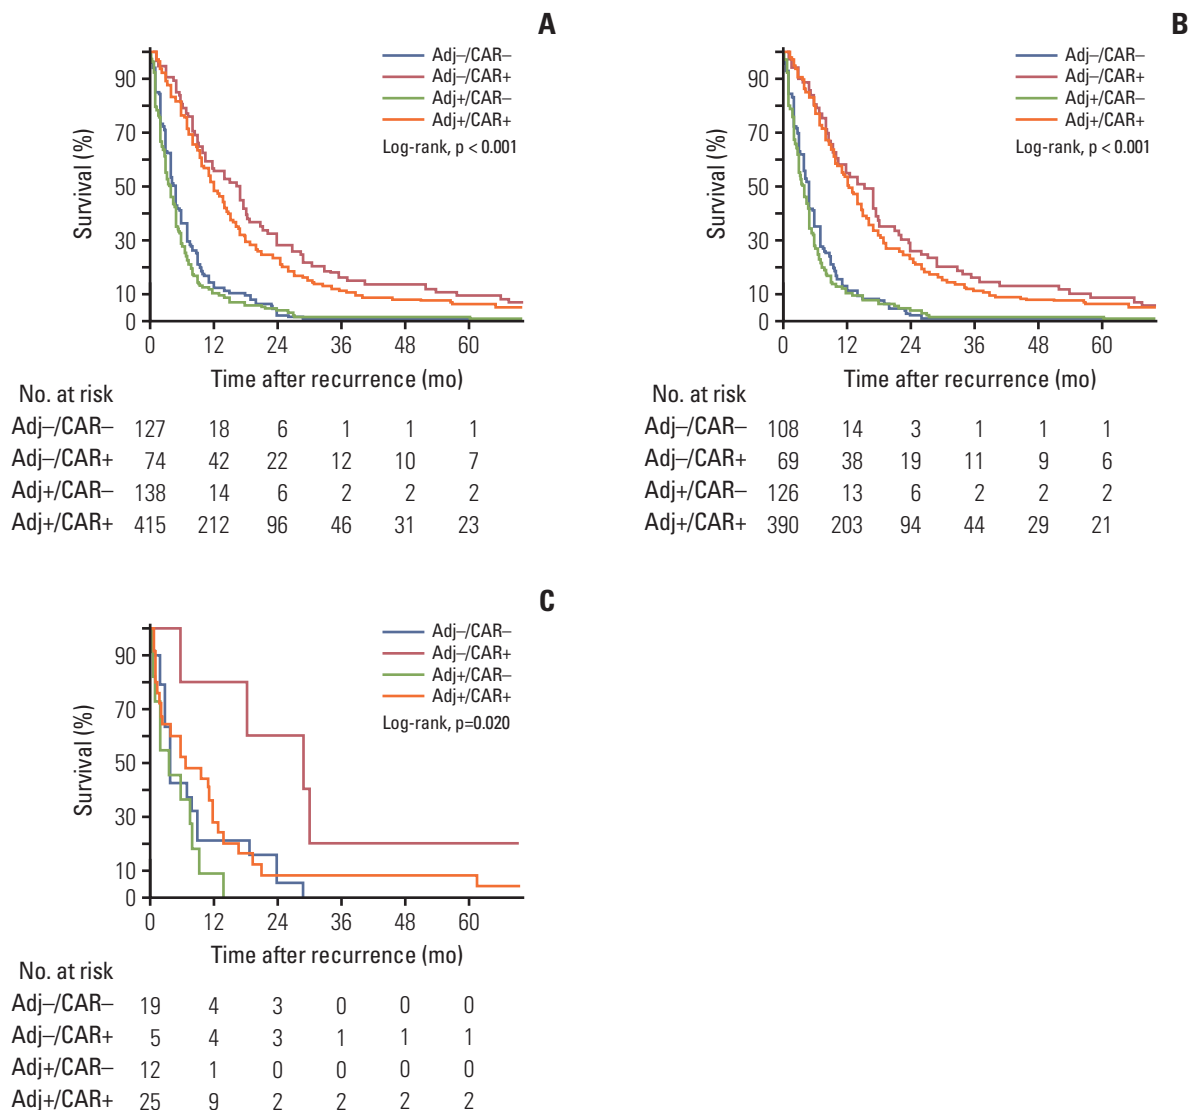 A
Adj–/CAR–
Adj–/CAR+
Adj+/CAR–
Adj+/CAR+
Log-rank, p < 0.001
Survival (%)
90
70
50
30
10
0
0 12 24 36 48 60
Time after recurrence (mo)
No. at risk
Adj–/CAR– 127 18 6 1 1 1
Adj–/CAR+ 74 42 22 12 10 7
Adj+/CAR– 138 14 6 2 2 2
Adj+/CAR+ 415 212 96 46 31 23
B
Adj–/CAR–
Adj–/CAR+
Adj+/CAR–
Adj+/CAR+
Log-rank, p < 0.001
Survival (%)
90
70
50
30
10
0
0 12 24 36 48 60
Time after recurrence (mo)
No. at risk
Adj–/CAR– 108 14 3 1 1 1
Adj–/CAR+ 69 38 19 11 9 6
Adj+/CAR– 126 13 6 2 2 2
Adj+/CAR+ 390 203 94 44 29 21
C
Adj–/CAR–
Adj–/CAR+
Adj+/CAR–
Adj+/CAR+
Log-rank, p=0.020
Survival (%)
90
70
50
30
10
0
0 12 24 36 48 60
Time after recurrence (mo)
No. at risk
Adj–/CAR– 19 4 3 0 0 0
Adj–/CAR+ 5 4 3 1 1 1
Adj+/CAR– 12 1 0 0 0 0
Adj+/CAR+ 25 9 2 2 2 2